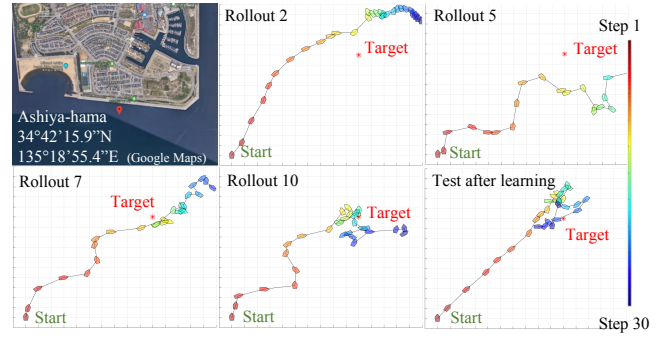 Rollout 2
Rollout 5
Step 1
Target
Target
Ashiya-hama
34°42'15.9"N
135°18'55.4"E (Google Maps)
Start
Start
Rollout 7
Rollout 10
Test after learning
Target
Target
Target
Start
Start
Start
Step 30